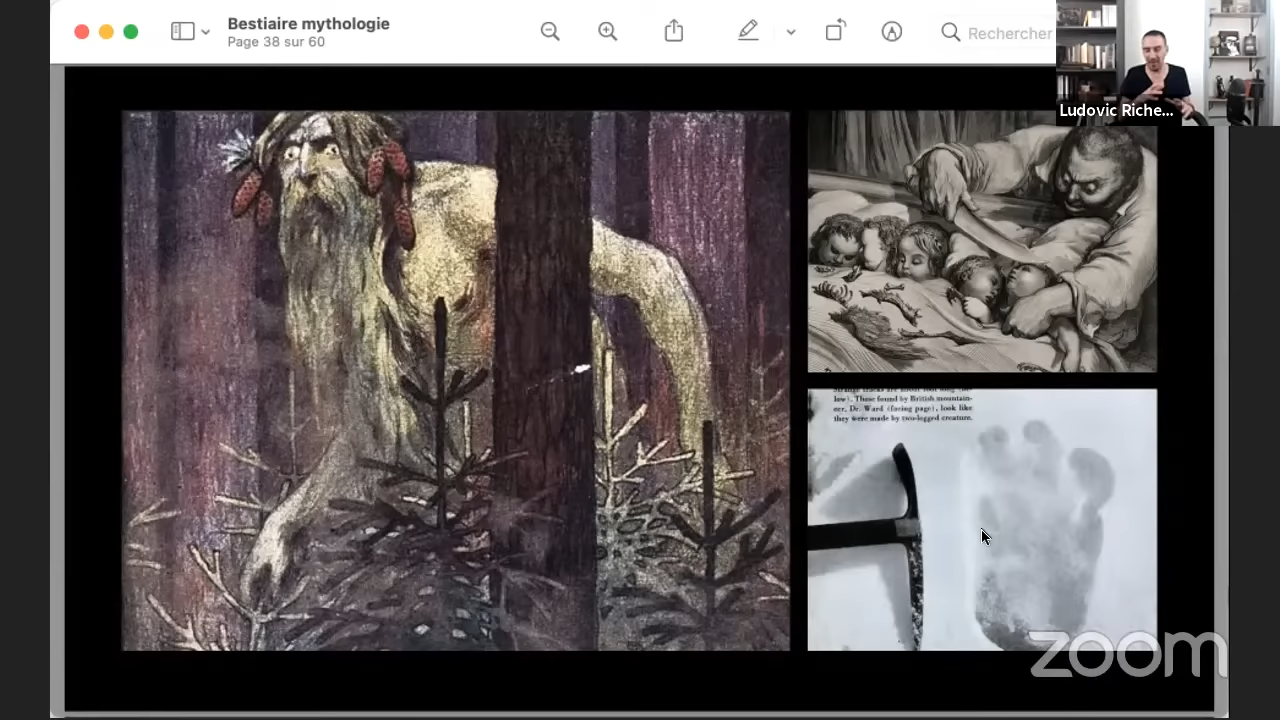 Bestiaire mythologie
Page 38 sur 60
Rechercher
Ludovic Riche...
Strange tracks are about foot long (be-
low). Those found by British mountain-
eer, Dr. Ward (facing page), look like
they were made by two-legged creature.
zoom